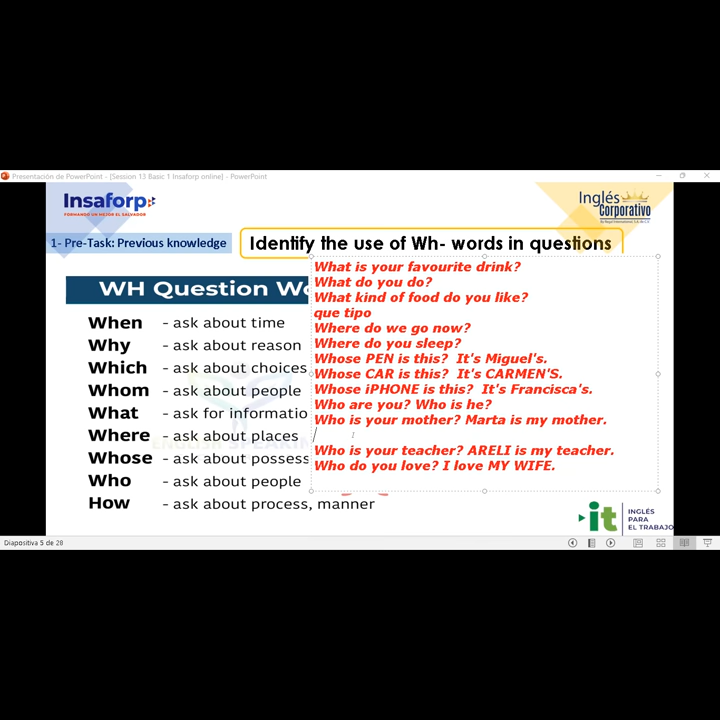 Presentación de PowerPoint - [Session 13 Basic 1 Insaforp online] - PowerPoint
Insaforp
FORMANDO UN MEJOR EL SALVADOR
Inglés
Corporativo
1- Pre-Task: Previous knowledge
Identify the use of Wh- words in questions
WH Question Wo
When - ask about time
Why - ask about reason
Which - ask about choices
Whom - ask about people
What - ask for informatio
Where - ask about places
Whose - ask about possess
Who - ask about people
How - ask about process, manner
What is your favourite drink?
What do you do?
What kind of food do you like?
que tipo
Where do we go now?
Where do you sleep?
Whose PEN is this? It's Miguel's.
Whose CAR is this? It's CARMEN'S.
Whose iPHONE is this? It's Francisca's.
Who are you? Who is he?
Who is your mother? Marta is my mother.
Who is your teacher? ARELI is my teacher.
Who do you love? I love MY WIFE.
it
INGLÉS
PARA
EL TRABAJO
Diapositiva 5 de 28